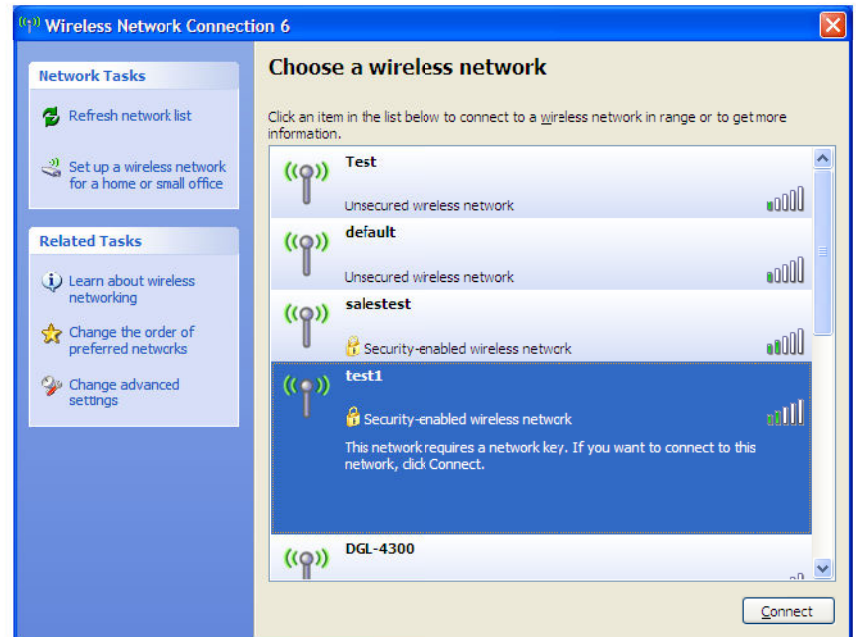 Wireless Network Connection 6
Network Tasks
Refresh network list
Set up a wireless network
for a home or small office
Related Tasks
Learn about wireless
networking
Change the order of
preferred networks
Change advanced
settings
Choose a wireless network
Click an item in the list below to connect to a wireless network in range or to get more
information.
Test
Unsecured wireless network
default
Unsecured wireless network
salestest
Security-enabled wireless network
test1
Security-enabled wireless network
This network requires a network key. If you want to connect to this
network, click Connect.
DGL-4300
Connect